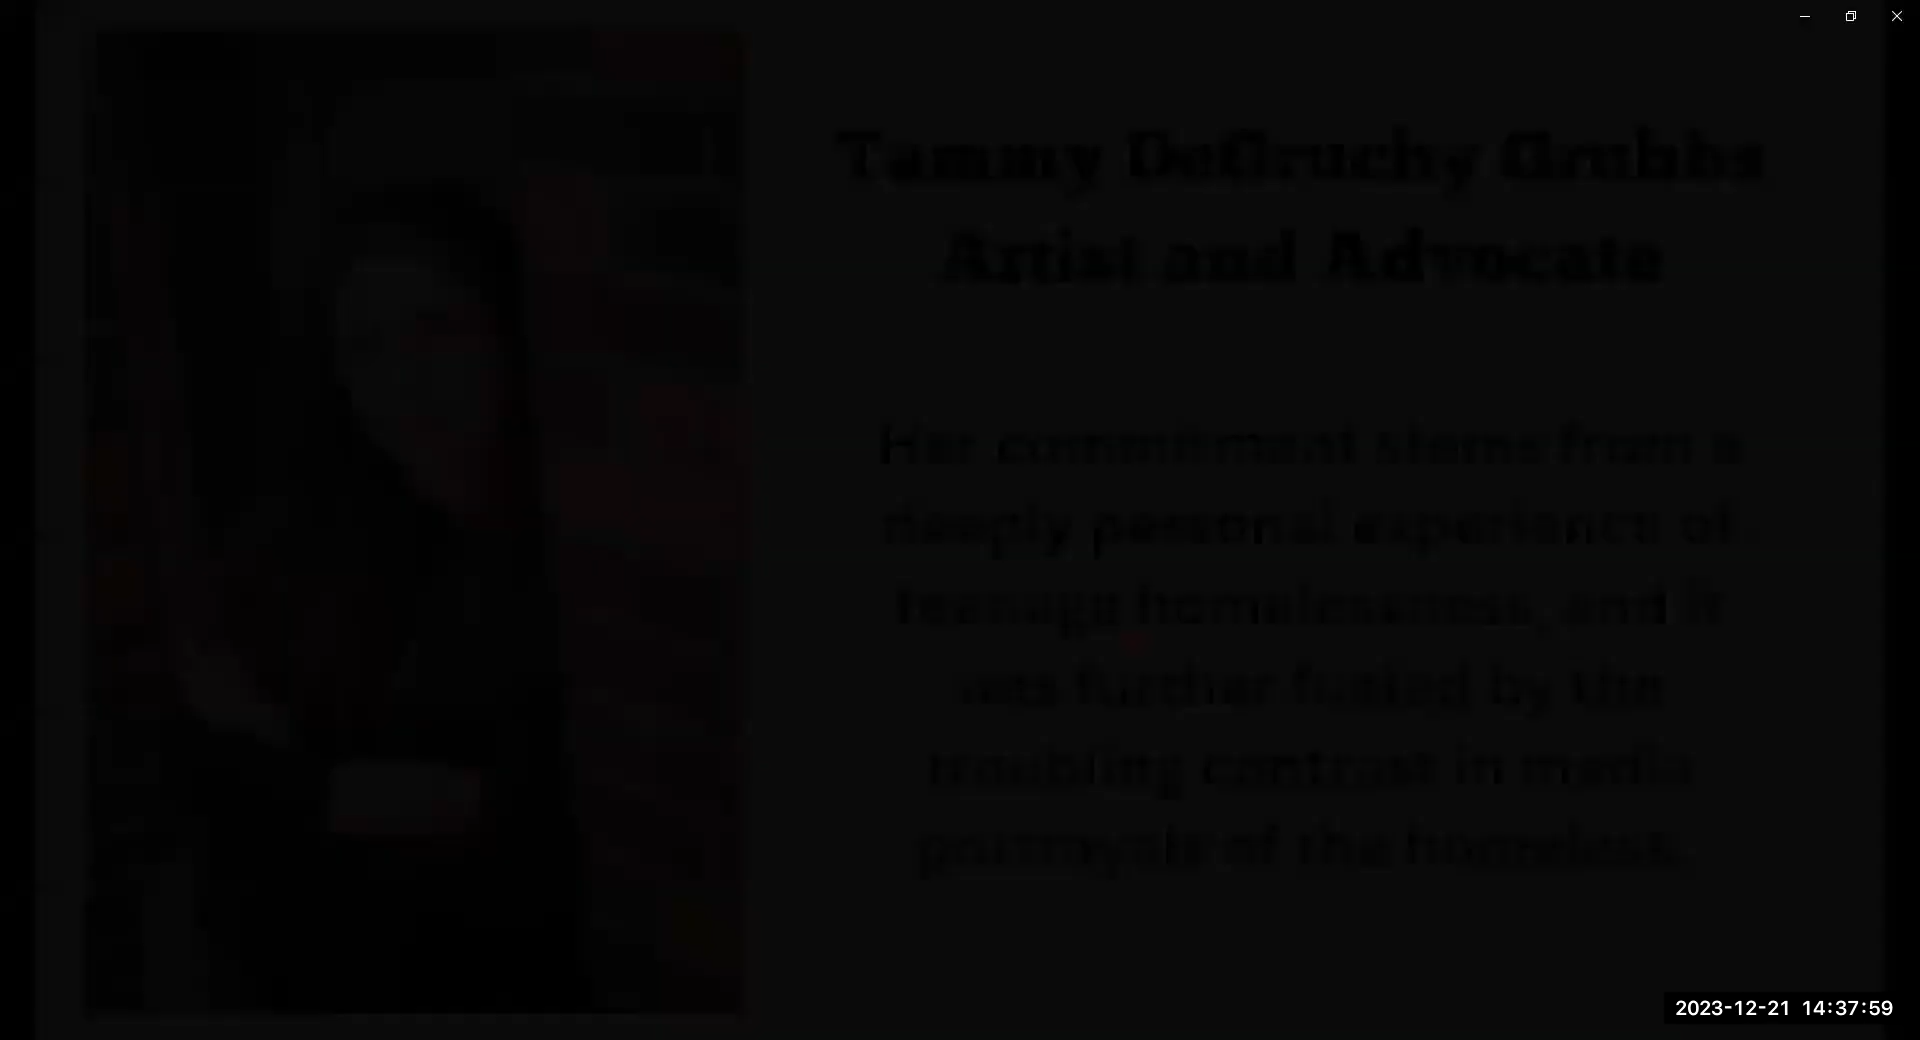 Tammy DeGruchy Grubbs
Artist and Advocate
Her commitment stems from a
deeply personal experience of
teenage homelessness, and it
was further fueled by the
troubling contrast in media
portrayals of the homeless.
2023-12-21 14:37:59